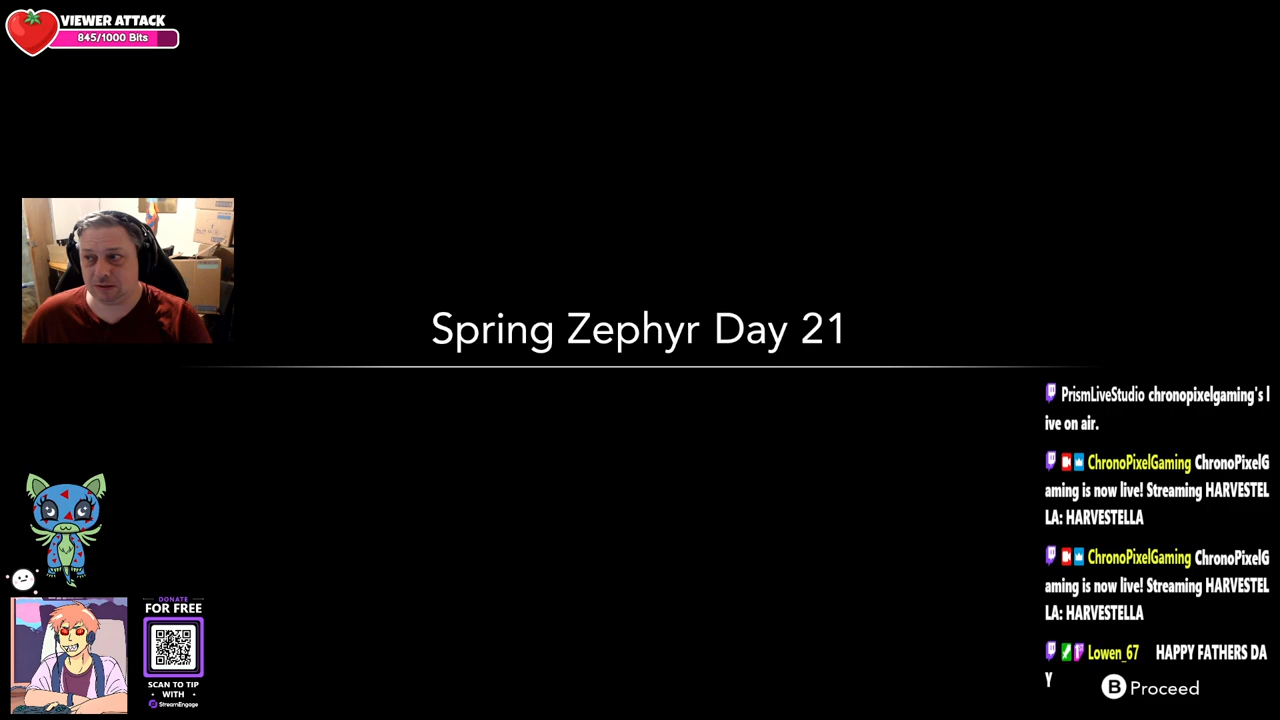 VIEWER ATTACK
845/1000 Bits
Spring Zephyr Day 21
PrismLiveStudio chronopixelgaming's l
ive on air.
ChronoPixelGaming ChronoPixelG
aming is now live! Streaming HARVESTEL
LA: HARVESTELLA
ChronoPixelGaming ChronoPixelG
aming is now live! Streaming HARVESTEL
LA: HARVESTELLA
Lowen_67 HAPPY FATHERS DA
Y
B Proceed
DONATE
FOR FREE
SCAN TO TIP
• WITH •
StreamEngage